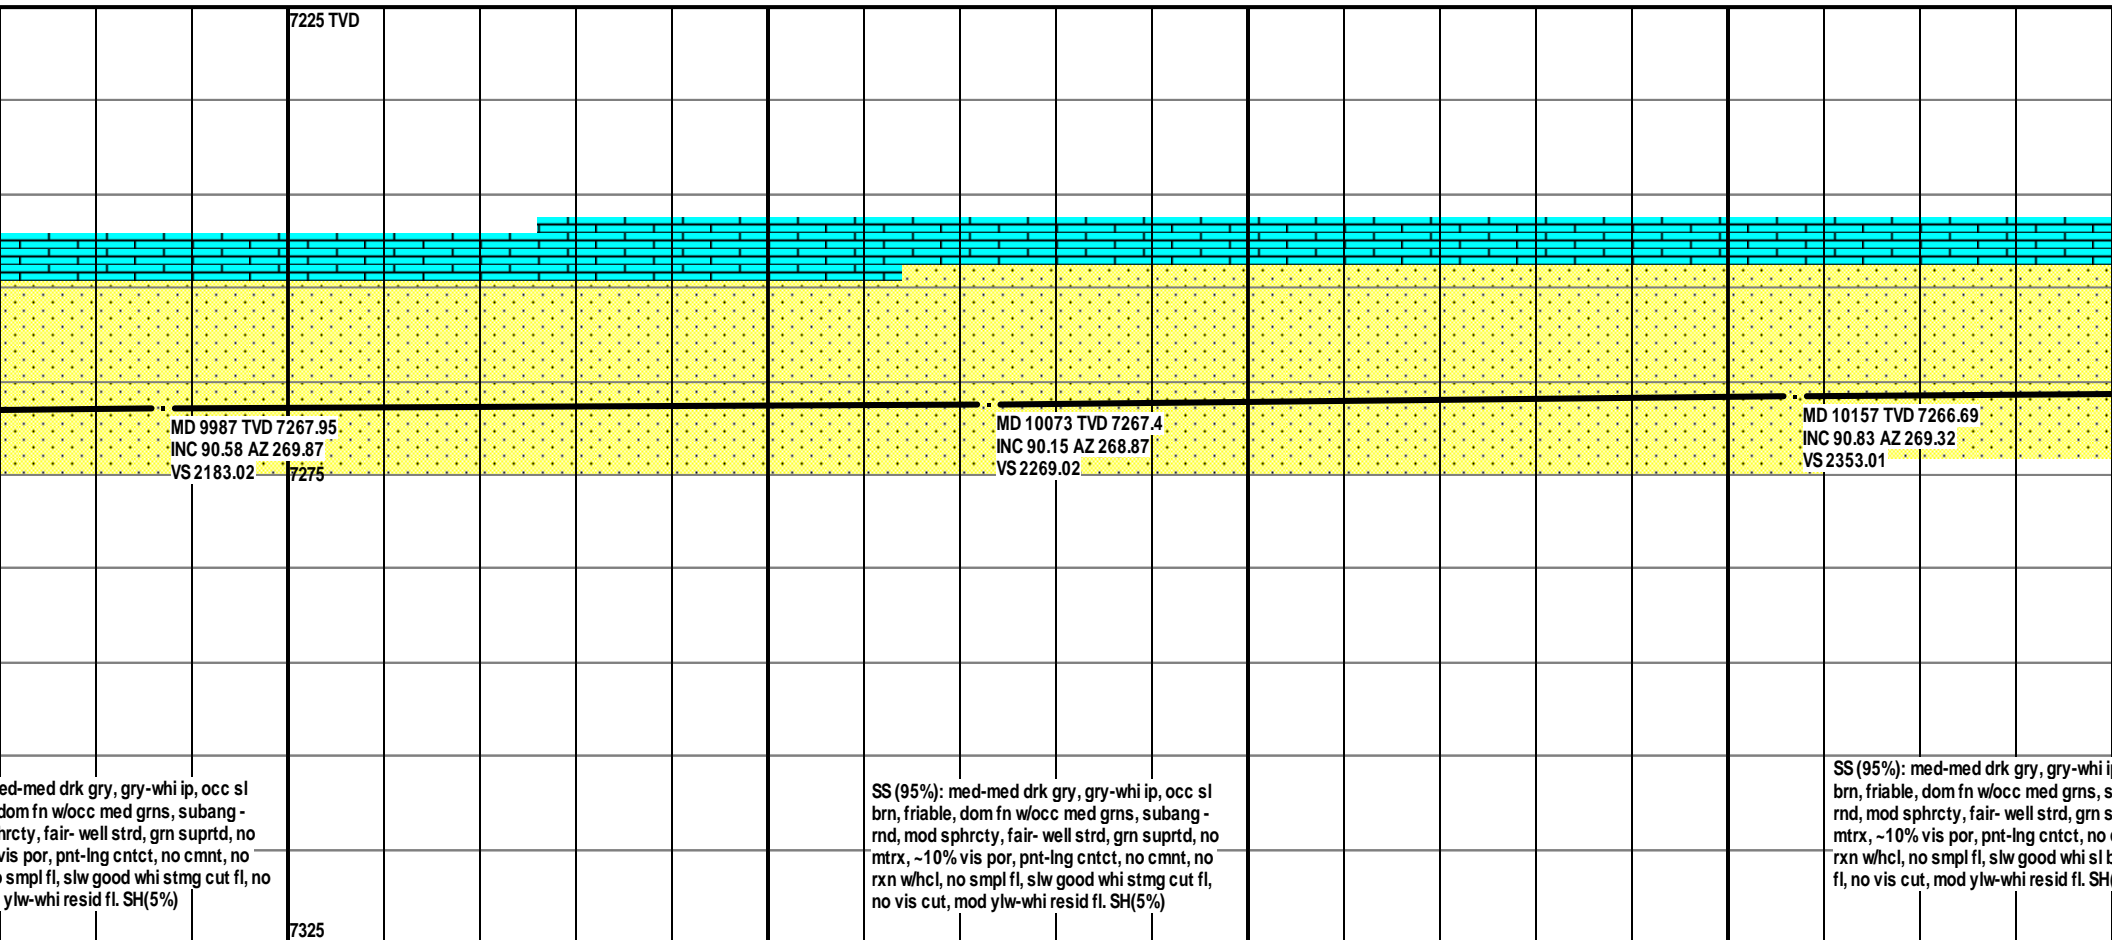 7225 TVD
MD 9987 TVD 7267.95
INC 90.58 AZ 269.87
VS 2183.02
7275
MD 10073 TVD 7267.4
INC 90.15 AZ 268.87
VS 2269.02
MD 10157 TVD 7266.69
INC 90.83 AZ 269.32
VS 2353.01
ed-med drk gry, gry-whi ip, occ sl
dom fn w/occ med grns, subang -
hrcty, fair- well strd, grn suprtd, no
vis por, pnt-lng cntct, no cmnt, no
smpl fl, slw good whi stmg cut fl, no
ylw-whi resid fl. SH(5%)
SS (95%): med-med drk gry, gry-whi ip, occ sl
brn, friable, dom fn w/occ med grns, subang -
rnd, mod sphrcty, fair- well strd, grn suprtd, no
mtrx, ~10% vis por, pnt-lng cntct, no cmnt, no
rxn w/hcl, no smpl fl, slw good whi stmg cut fl,
no vis cut, mod ylw-whi resid fl. SH(5%)
SS (95%): med-med drk gry, gry-whi i
brn, friable, dom fn w/occ med grns, s
rnd, mod sphrcty, fair- well strd, grn s
mtrx, ~10% vis por, pnt-lng cntct, no
rxn w/hcl, no smpl fl, slw good whi sl b
fl, no vis cut, mod ylw-whi resid fl. SH(
7325